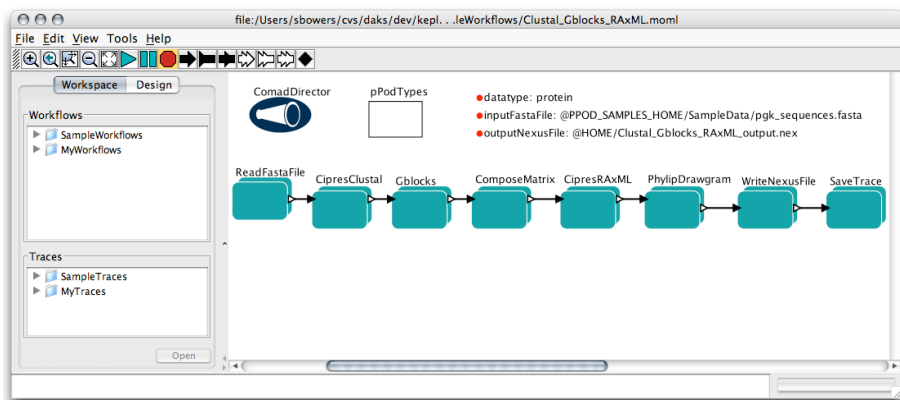 file:/Users/sbowers/cvs/daks/dev/kepl. . .leWorkflows/Clustal_Gblocks_RAxML.moml
File Edit View Tools Help
Workspace Design
Workflows
SampleWorkflows
MyWorkflows
Traces
SampleTraces
MyTraces
Open
ComadDirector
pPodTypes
datatype: protein
inputFastaFile: @PPOD_SAMPLES_HOME/SampleData/pgk_sequences.fasta
outputNexusFile: @HOME/Clustal_Gblocks_RAxML_output.nex
ReadFastaFile CipresClustal Gblocks ComposeMatrix CipresRAxML PhylipDrawgram WriteNexusFile SaveTrace